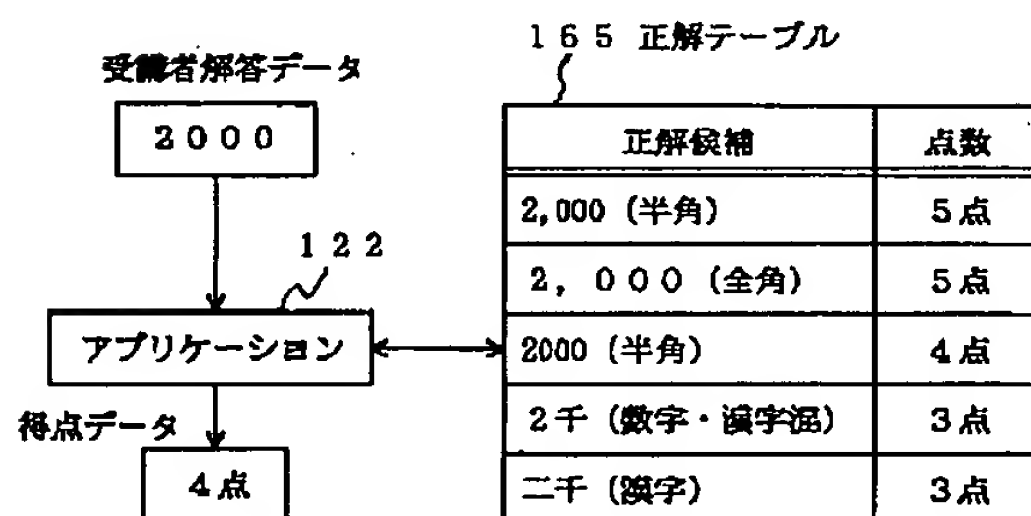 165 正解テーブル
受講者解答データ
2000
122
アプリケーション
得点データ
4点
正解候補 点数
2,000 (半角) 5点
2,000 (全角) 5点
2000 (半角) 4点
2千 (数字・漢字混) 3点
二千 (漢字) 3点